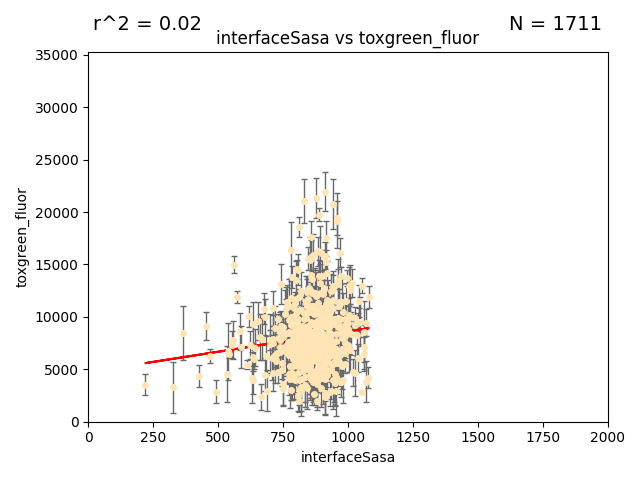 r^2 = 0.02
N = 1711
interfaceSasa vs toxgreen_fluor
35000
30000
25000
20000
15000
10000
5000
0
toxgreen_fluor
0 250 500 750 1000 1250 1500 1750 2000
interfaceSasa